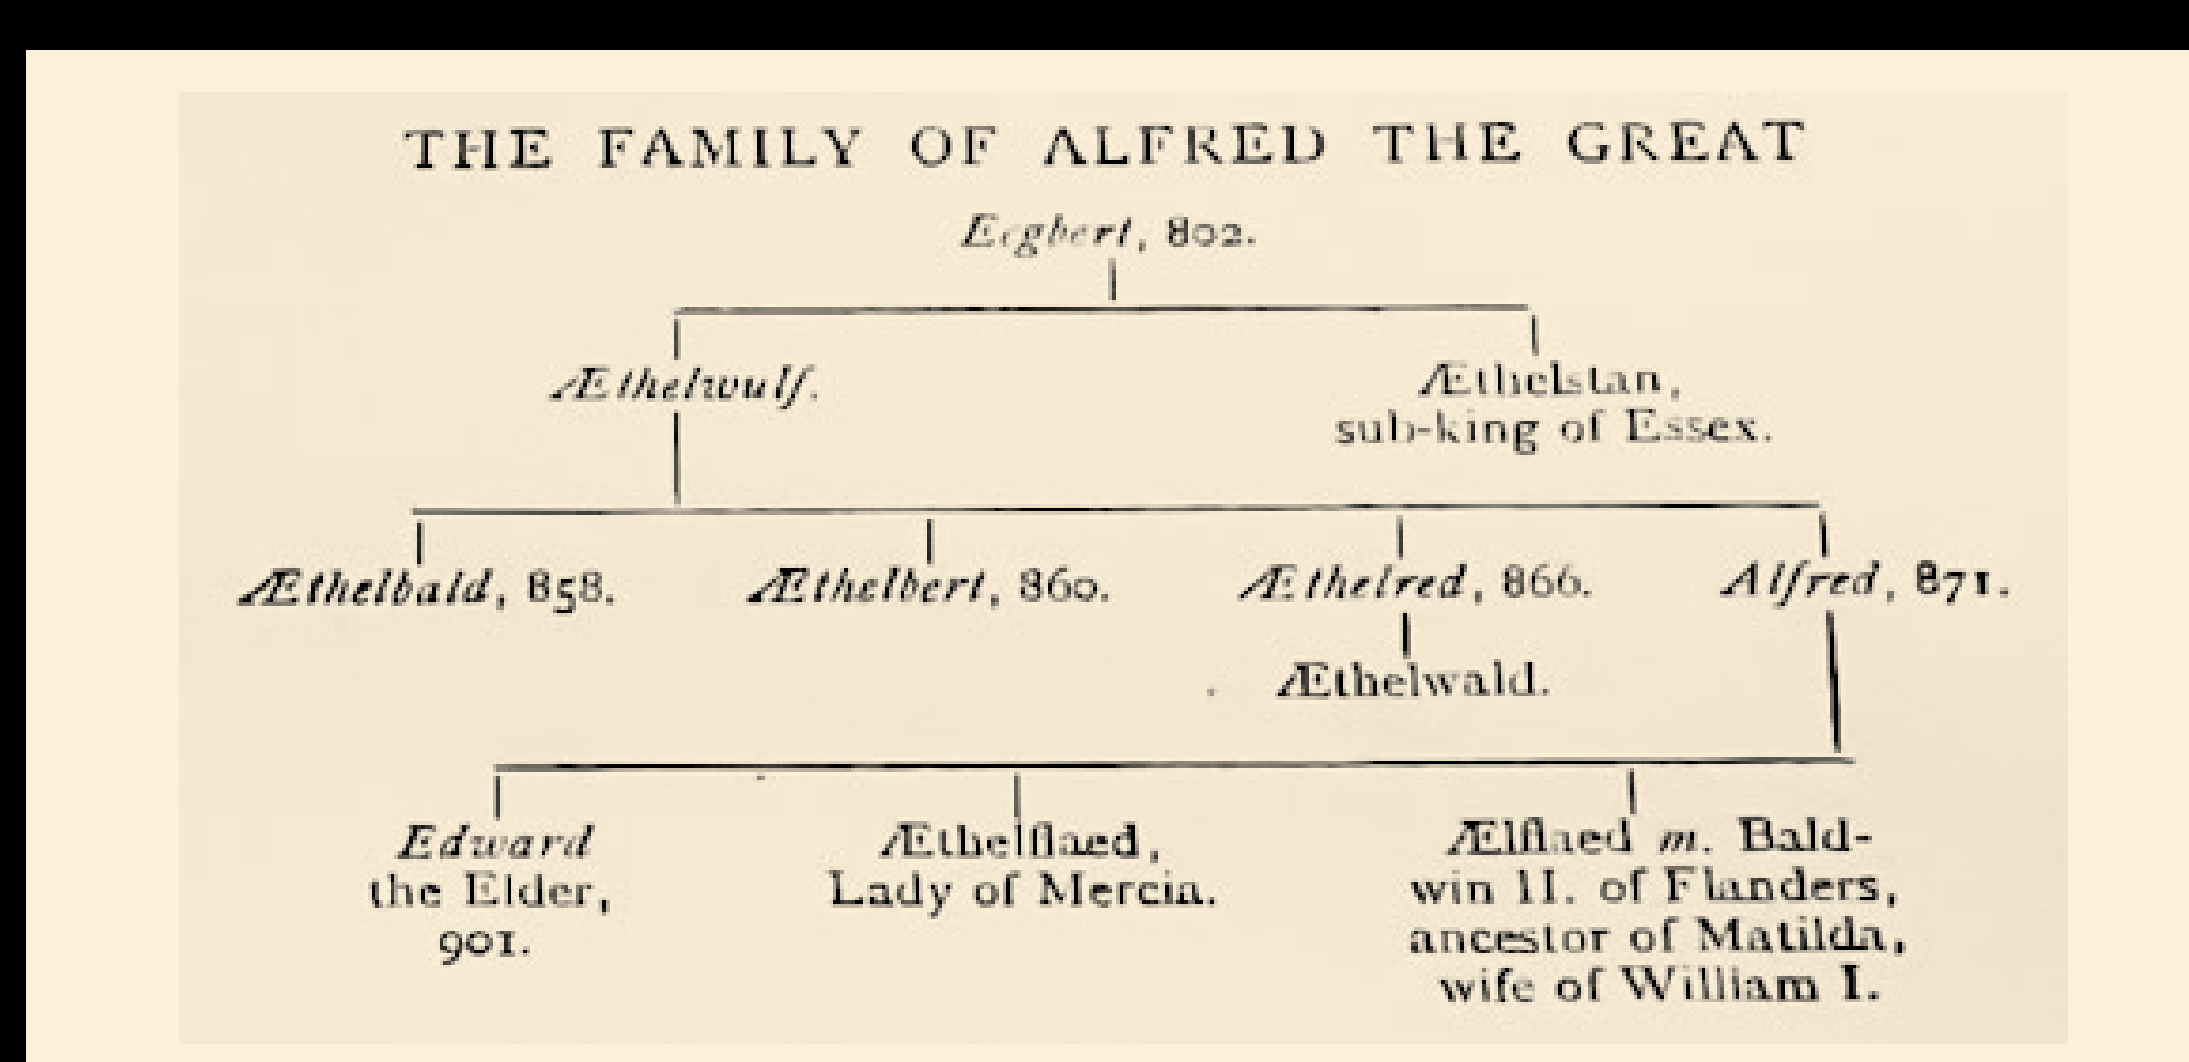 THE FAMILY OF ALFRED THE GREAT
Ecgbert, 802.
Æthelwulf.
Æthelstan,
sub-king of Essex.
Æthelbald, 858.
Æthelbert, 860.
Æthelred, 866.
Alfred, 871.
Æthelwald.
Edward
the Elder,
901.
Æthelflaed,
Lady of Mercia.
Ælflaed m. Bald-
win II. of Flanders,
ancestor of Matilda,
wife of William I.